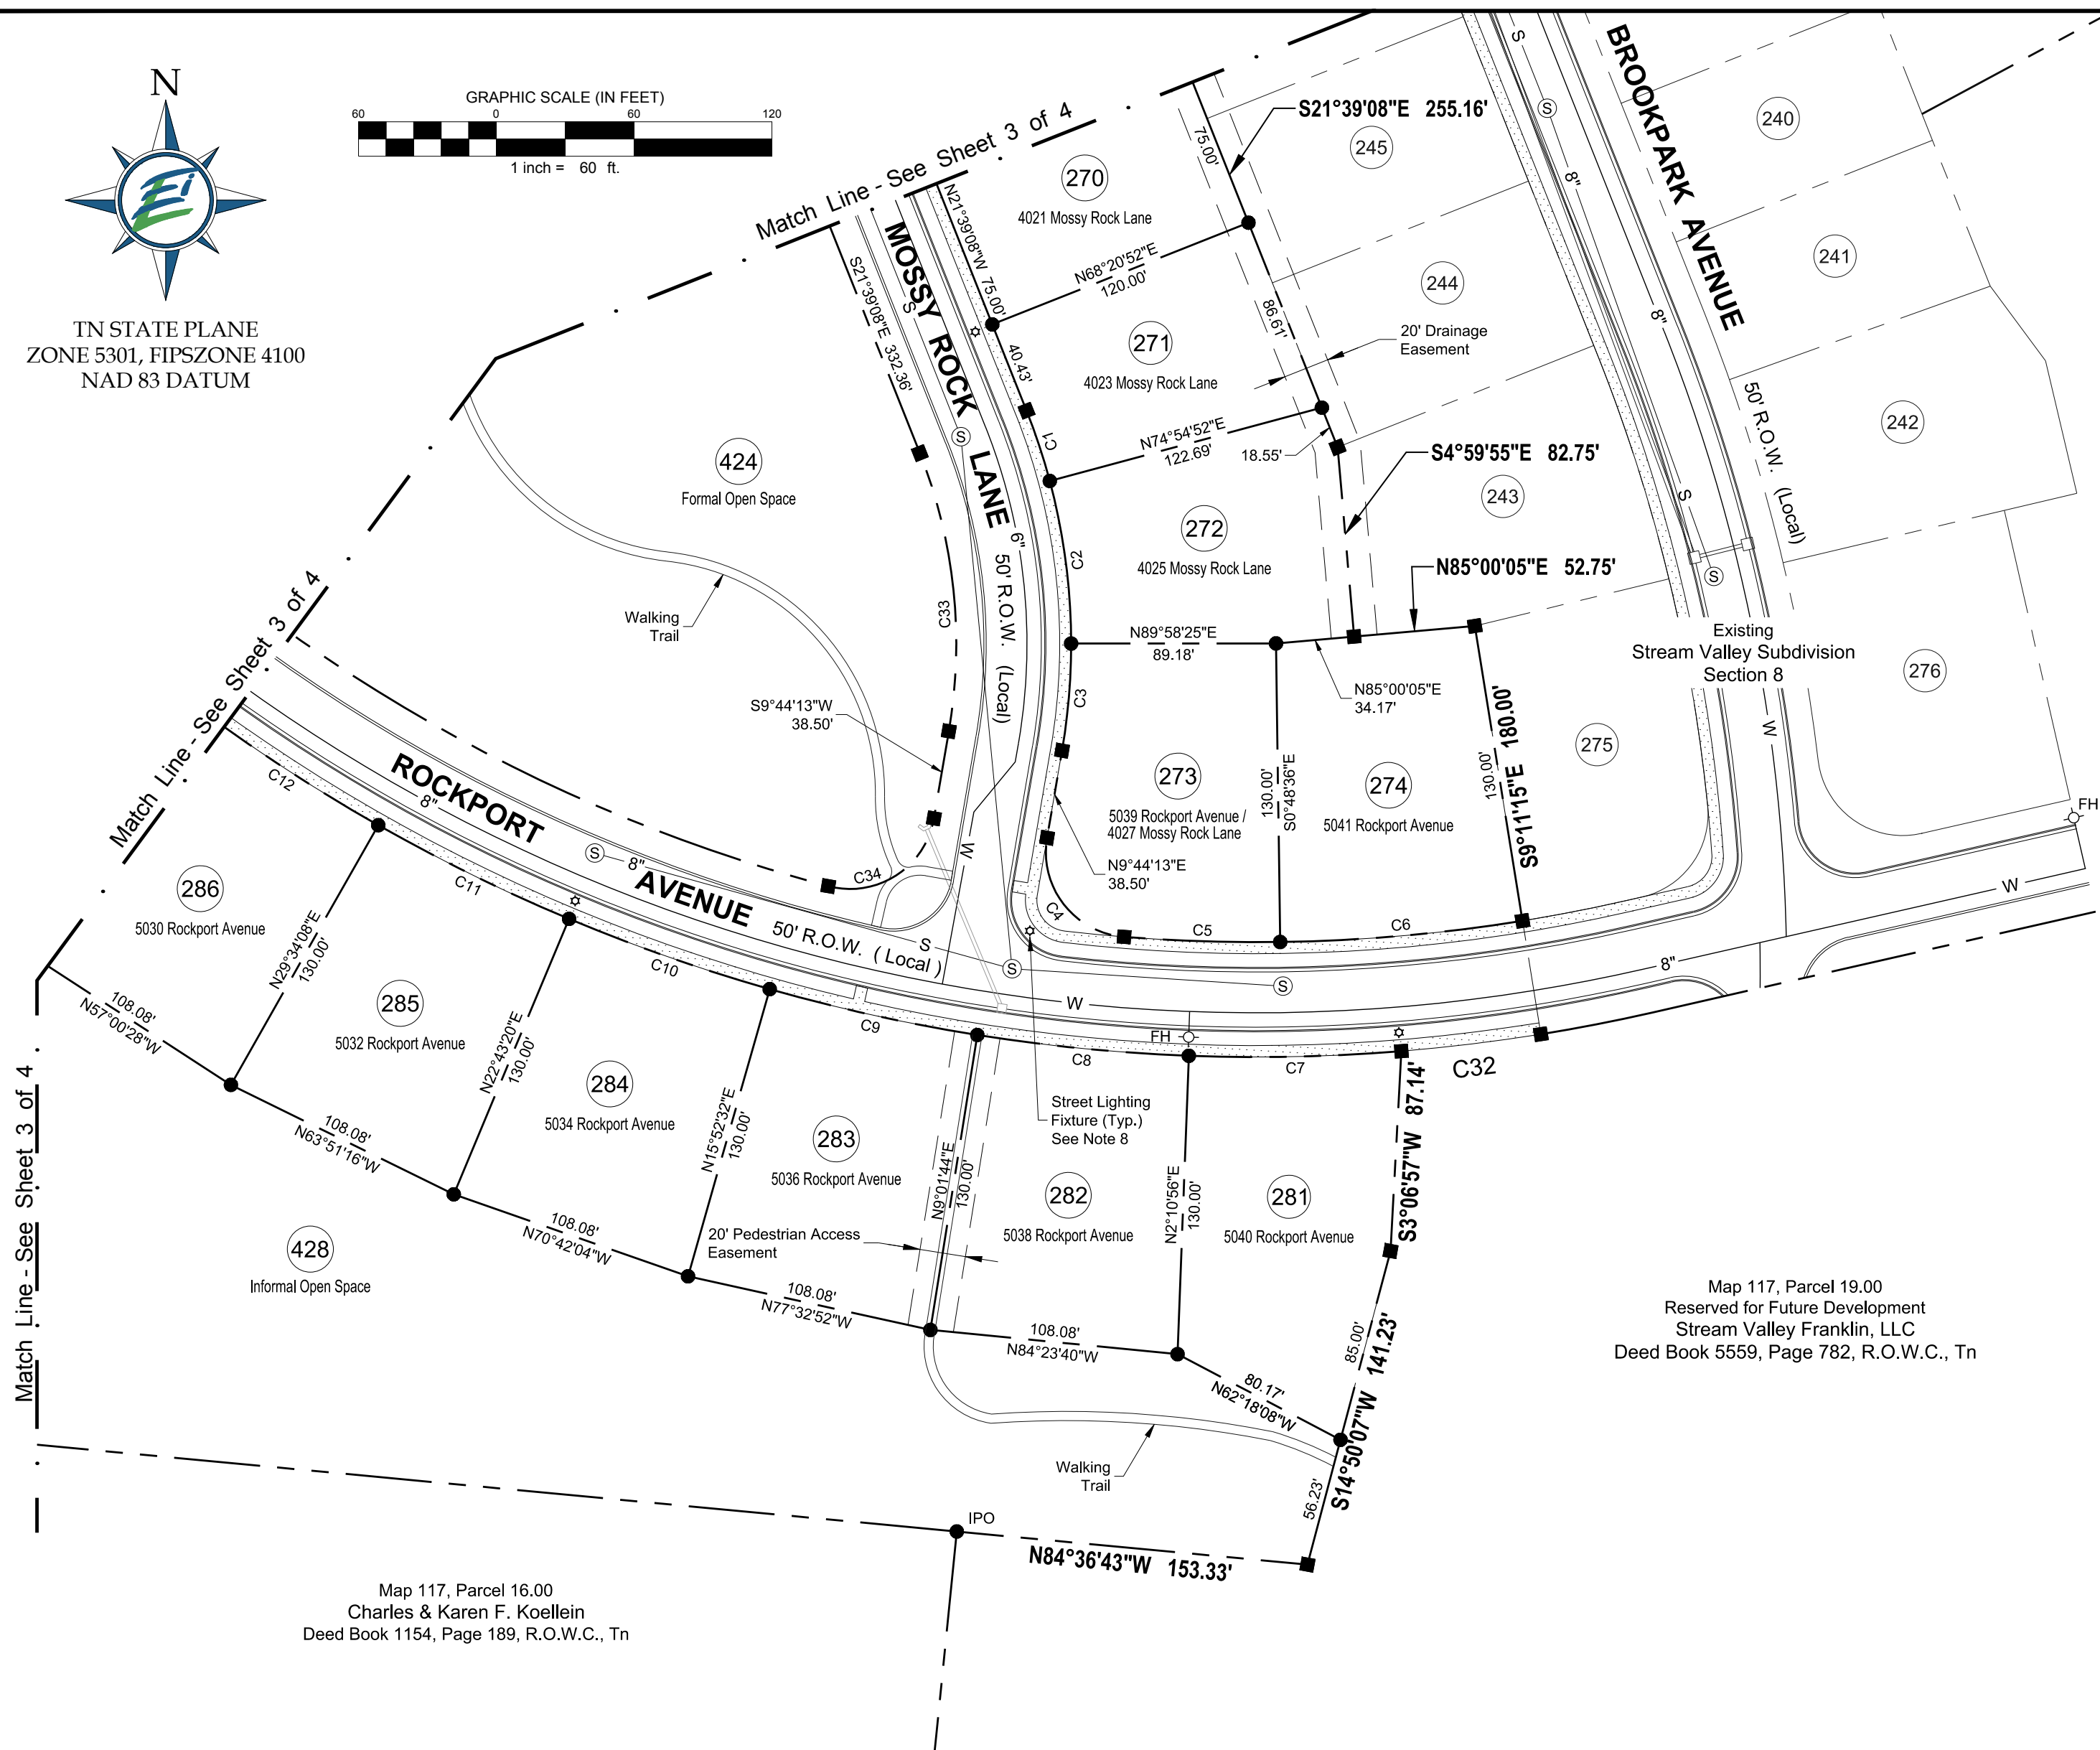 N
TN STATE PLANE
ZONE 5301, FIPSZONE 4100
NAD 83 DATUM
GRAPHIC SCALE (IN FEET)
60 0 60 120
1 inch = 60 ft.
Match Line - See Sheet 3 of 4
Match Line - See Sheet 3 of 4
Match Line - See Sheet 3 of 4
MOSSY ROCK LANE
50' R.O.W. (Local)
6"
S
S
W
BROOKPARK AVENUE
50' R.O.W. (Local)
S
S
8"
8"
S
S
S
W
ROCKPORT AVENUE
50' R.O.W. ( Local )
8"
S
8"
S
S
S
W
8"
W
FH
FH
S21°39'08"E 255.16'
75.00'
86.61'
18.55'
S4°59'55"E 82.75'
N85°00'05"E 52.75'
N85°00'05"E
34.17'
S9°11'15"E 180.00'
130.00'
240
241
242
243
244
245
275
276
20' Drainage
Easement
Existing
Stream Valley Subdivision
Section 8
270
4021 Mossy Rock Lane
N21°39'08"W 75.00'
N68°20'52"E
120.00'
271
4023 Mossy Rock Lane
40.43'
C1
N74°54'52"E
122.69'
272
4025 Mossy Rock Lane
C2
N89°58'25"E
89.18'
C3
273
5039 Rockport Avenue /
4027 Mossy Rock Lane
130.00'
S0°48'36"E
274
5041 Rockport Avenue
N9°44'13"E
38.50'
C4
C5
C6
S21°39'08"E 332.36'
424
Formal Open Space
Walking
Trail
C33
S9°44'13"W
38.50'
C34
C12
C11
C10
C9
C8
C7
C32
286
5030 Rockport Avenue
N29°34'08"E
130.00'
108.08'
N57°00'28"W
285
5032 Rockport Avenue
N22°43'20"E
130.00'
108.08'
N63°51'16"W
284
5034 Rockport Avenue
N15°52'32"E
130.00'
108.08'
N70°42'04"W
283
5036 Rockport Avenue
N9°01'44"E
130.00'
108.08'
N77°32'52"W
20' Pedestrian Access
Easement
Street Lighting
Fixture (Typ.)
See Note 8
282
5038 Rockport Avenue
N2°10'56"E
130.00'
108.08'
N84°23'40"W
281
5040 Rockport Avenue
S3°06'57"W 87.14'
80.17'
N62°18'08"W
85.00'
S14°50'07"W 141.23'
56.23'
Walking
Trail
428
Informal Open Space
IPO
N84°36'43"W 153.33'
Map 117, Parcel 19.00
Reserved for Future Development
Stream Valley Franklin, LLC
Deed Book 5559, Page 782, R.O.W.C., Tn
Map 117, Parcel 16.00
Charles & Karen F. Koellein
Deed Book 1154, Page 189, R.O.W.C., Tn